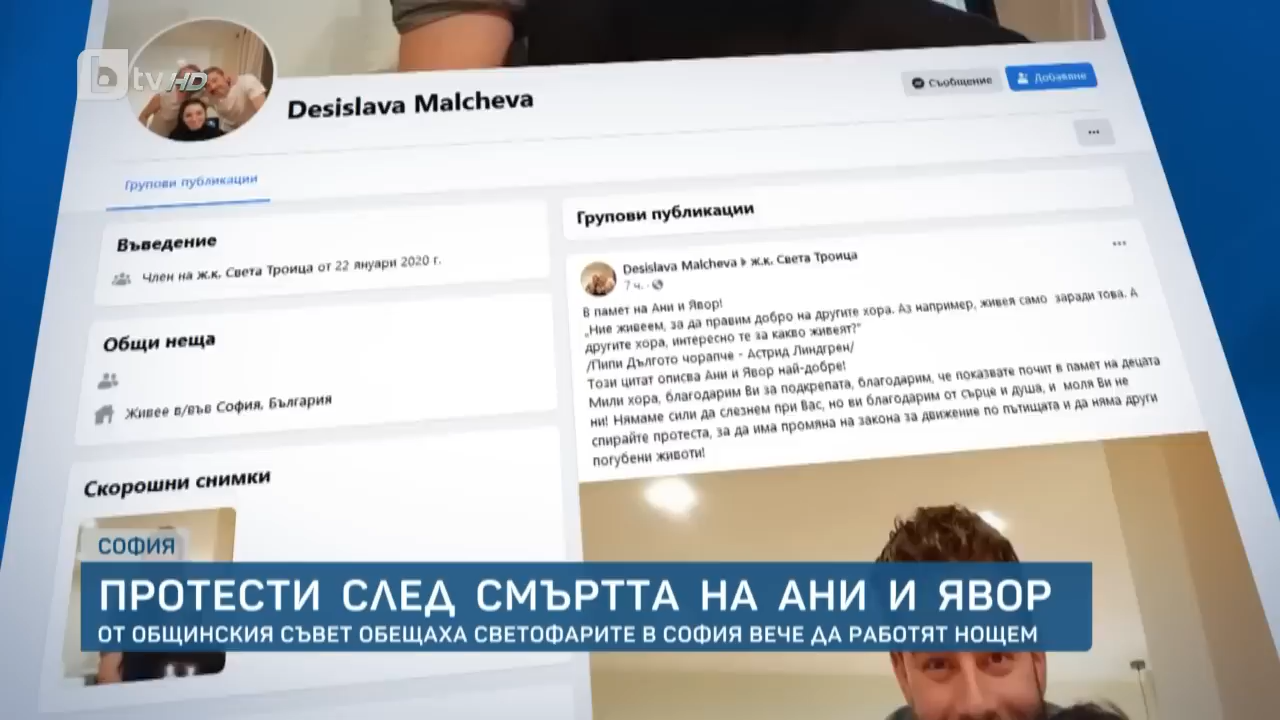 btv HD
Desislava Malcheva
Съобщение
Добавяне
Групови публикации
Въведение
Член на ж.к. Света Троица от 22 януари 2020 г.
Общи неща
Живее в/във София, България
Скорошни снимки
Групови публикации
Desislava Malcheva ▸ ж.к. Света Троица
7 ч. ·
В памет на Ани и Явор!
„Ние живеем, за да правим добро на другите хора. Аз например, живея само заради това. А
другите хора, интересно те за какво живеят?"
/Пипи Дългото чорапче - Астрид Линдгрен/
Този цитат описва Ани и Явор най-добре!
Мили хора, благодарим Ви за подкрепата, благодарим, че показвате почит в памет на децата
ни! Нямаме сили да слезнем при Вас, но ви благодарим от сърце и душа, и моля Ви не
спирайте протеста, за да има промяна на закона за движение по пътищата и да няма други
погубени животи!
СОФИЯ
ПРОТЕСТИ СЛЕД СМЪРТТА НА АНИ И ЯВОР
ОТ ОБЩИНСКИЯ СЪВЕТ ОБЕЩАХА СВЕТОФАРИТЕ В СОФИЯ ВЕЧЕ ДА РАБОТЯТ НОЩЕМ